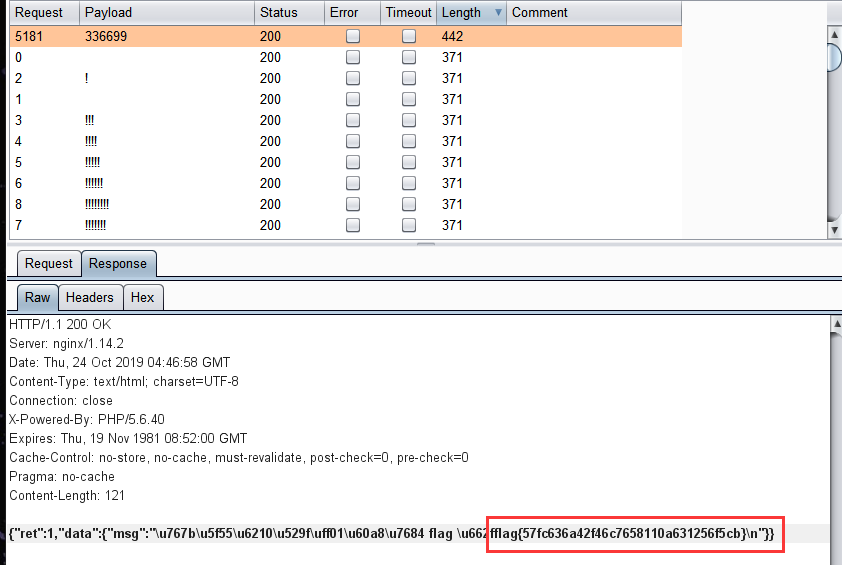 Request Payload Status Error Timeout Length Comment
5181 336699 200 442
0 200 371
2 ! 200 371
1 200 371
3 !!! 200 371
4 !!!! 200 371
5 !!!!! 200 371
6 !!!!!! 200 371
8 !!!!!!!! 200 371
7 !!!!!!! 200 371
Request Response
Raw Headers Hex
HTTP/1.1 200 OK
Server: nginx/1.14.2
Date: Thu, 24 Oct 2019 04:46:58 GMT
Content-Type: text/html; charset=UTF-8
Connection: close
X-Powered-By: PHP/5.6.40
Expires: Thu, 19 Nov 1981 08:52:00 GMT
Cache-Control: no-store, no-cache, must-revalidate, post-check=0, pre-check=0
Pragma: no-cache
Content-Length: 121
{"ret":1,"data":{"msg":"\u767b\u5f55\u6210\u529f\uff01\u60a8\u7684 flag \u662fflag{57fc636a42f46c7658110a631256f5cb}\n"}}